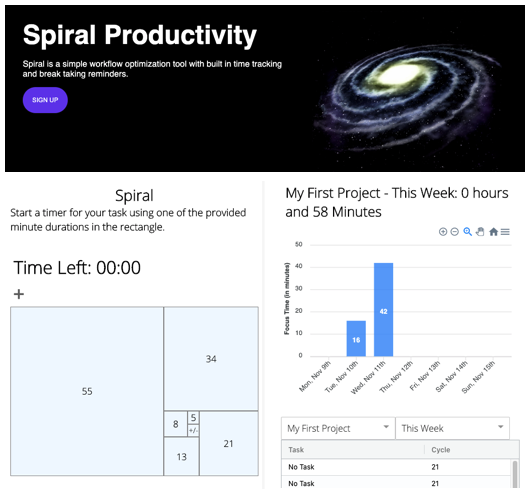 Spiral Productivity
Spiral is a simple workflow optimization tool with built in time tracking
and break taking reminders.
SIGN UP
Spiral
Start a timer for your task using one of the provided
minute durations in the rectangle.
Time Left: 00:00
+
55
34
8
5
+/-
13
21
My First Project - This Week: 0 hours
and 58 Minutes
Focus Time (in minutes)
50
40
30
20
10
0
16
42
Mon, Nov 9th
Tue, Nov 10th
Wed, Nov 11th
Thu, Nov 12th
Fri, Nov 13th
Sat, Nov 14th
Sun, Nov 15th
My First Project
This Week
Task Cycle
No Task 21
No Task 21